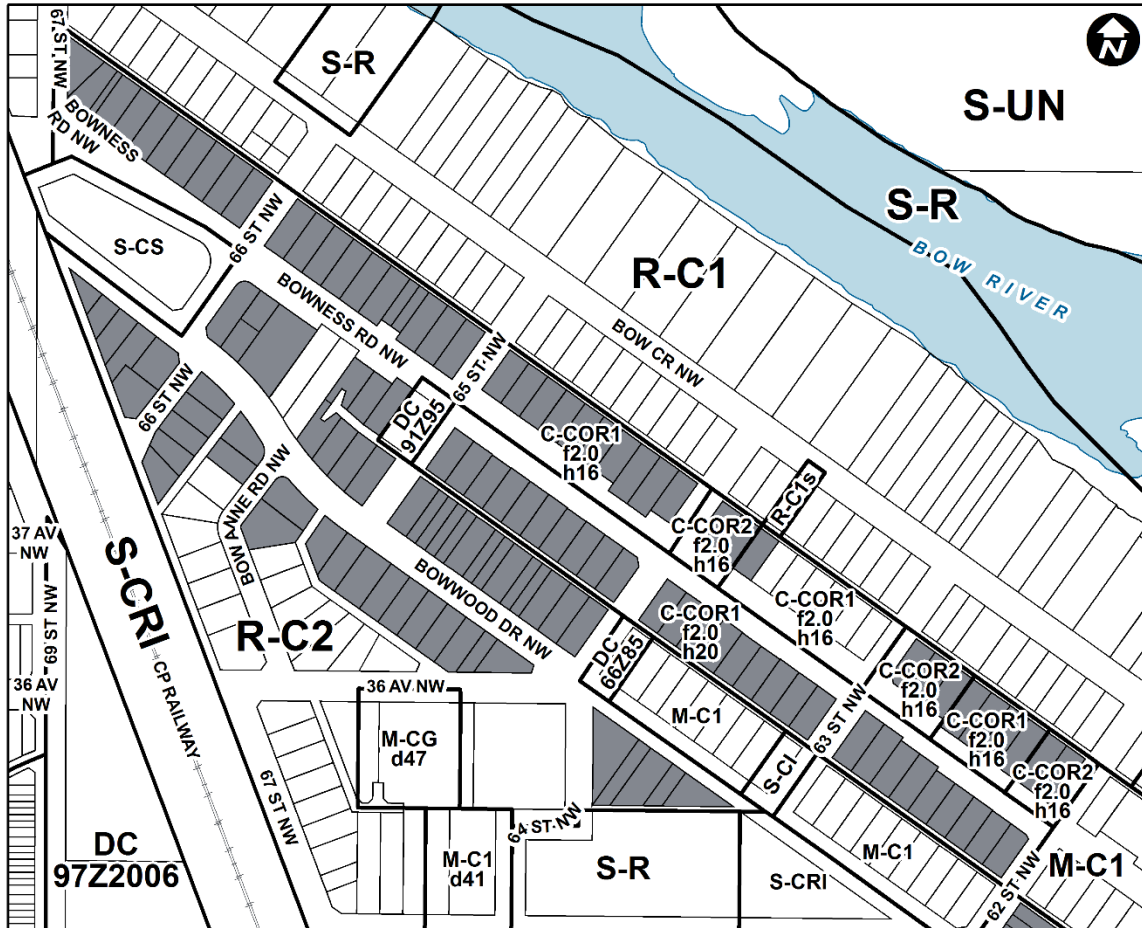 67 ST NW
S-R
N
S-UN
BOWNESS
RD NW
S-R
BOW RIVER
S-CS
66 ST NW
R-C1
BOWNESS RD NW
BOW CR NW
65 ST NW
66 ST NW
DC
91Z95
C-COR1
f2.0
h16
R-C1s
BOW ANNE RD NW
C-COR2
f2.0
h16
37 AV
NW
S-CRI
CP RAILWAY
69 ST NW
BOWWOOD DR NW
C-COR1
f2.0
h16
C-COR1
f2.0
h20
R-C2
DC
66Z85
C-COR2
f2.0
h16
36 AV
NW
36 AV NW
M-C1
63 ST NW
C-COR1
f2.0
h16
M-CG
d47
S-CI
C-COR2
f2.0
h16
67 ST NW
64 ST NW
DC
97Z2006
M-C1
d41
S-R
S-CRI
M-C1
M-C1
62 ST NW